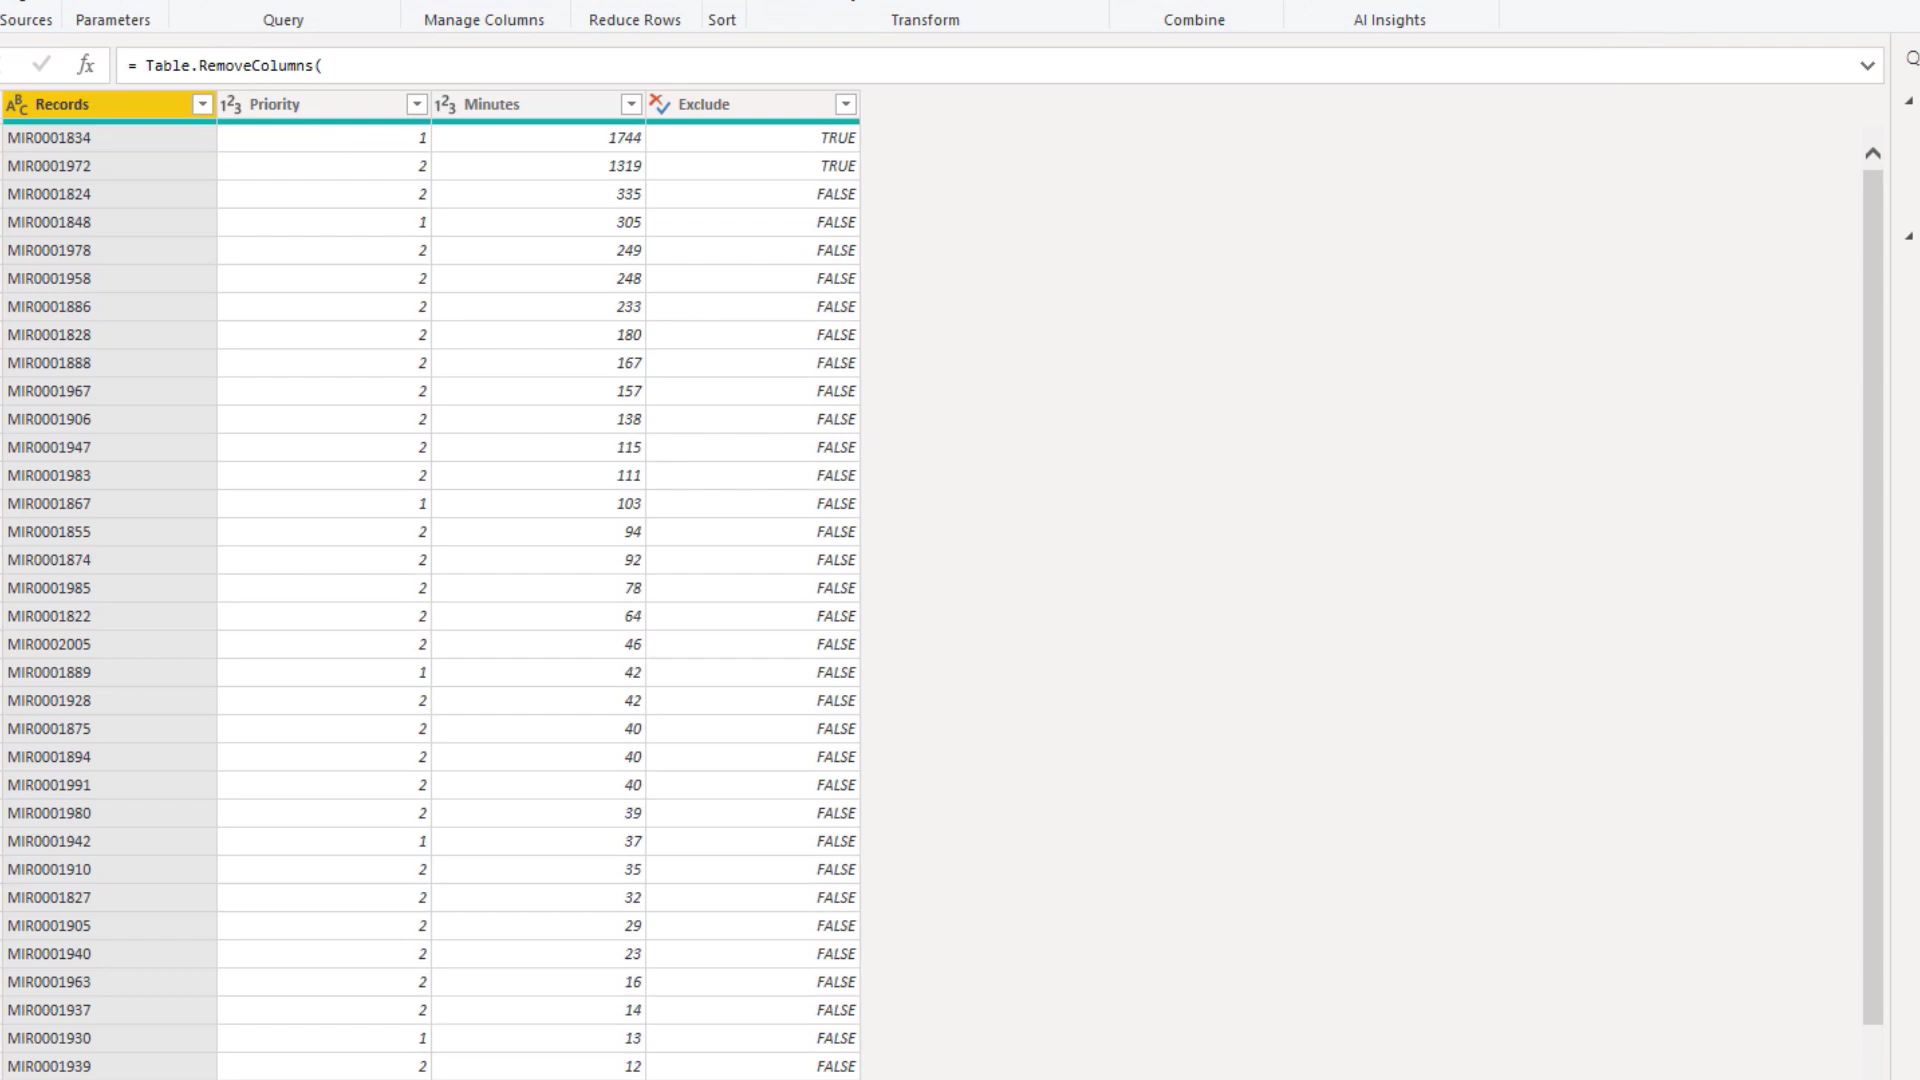 Sources Parameters Query Manage Columns Reduce Rows Sort Transform Combine AI Insights
fx = Table.RemoveColumns(
ABC Records 123 Priority 123 Minutes Exclude
MIR0001834 1 1744 TRUE
MIR0001972 2 1319 TRUE
MIR0001824 2 335 FALSE
MIR0001848 1 305 FALSE
MIR0001978 2 249 FALSE
MIR0001958 2 248 FALSE
MIR0001886 2 233 FALSE
MIR0001828 2 180 FALSE
MIR0001888 2 167 FALSE
MIR0001967 2 157 FALSE
MIR0001906 2 138 FALSE
MIR0001947 2 115 FALSE
MIR0001983 2 111 FALSE
MIR0001867 1 103 FALSE
MIR0001855 2 94 FALSE
MIR0001874 2 92 FALSE
MIR0001985 2 78 FALSE
MIR0001822 2 64 FALSE
MIR0002005 2 46 FALSE
MIR0001889 1 42 FALSE
MIR0001928 2 42 FALSE
MIR0001875 2 40 FALSE
MIR0001894 2 40 FALSE
MIR0001991 2 40 FALSE
MIR0001980 2 39 FALSE
MIR0001942 1 37 FALSE
MIR0001910 2 35 FALSE
MIR0001827 2 32 FALSE
MIR0001905 2 29 FALSE
MIR0001940 2 23 FALSE
MIR0001963 2 16 FALSE
MIR0001937 2 14 FALSE
MIR0001930 1 13 FALSE
MIR0001939 2 12 FALSE